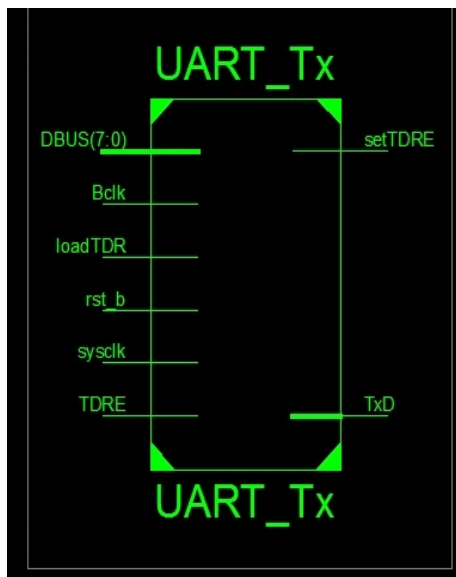 UART_Tx
DBUS(7:0)
setTDRE
Bclk
loadTDR
rst_b
sysclk
TDRE
TxD
UART_Tx